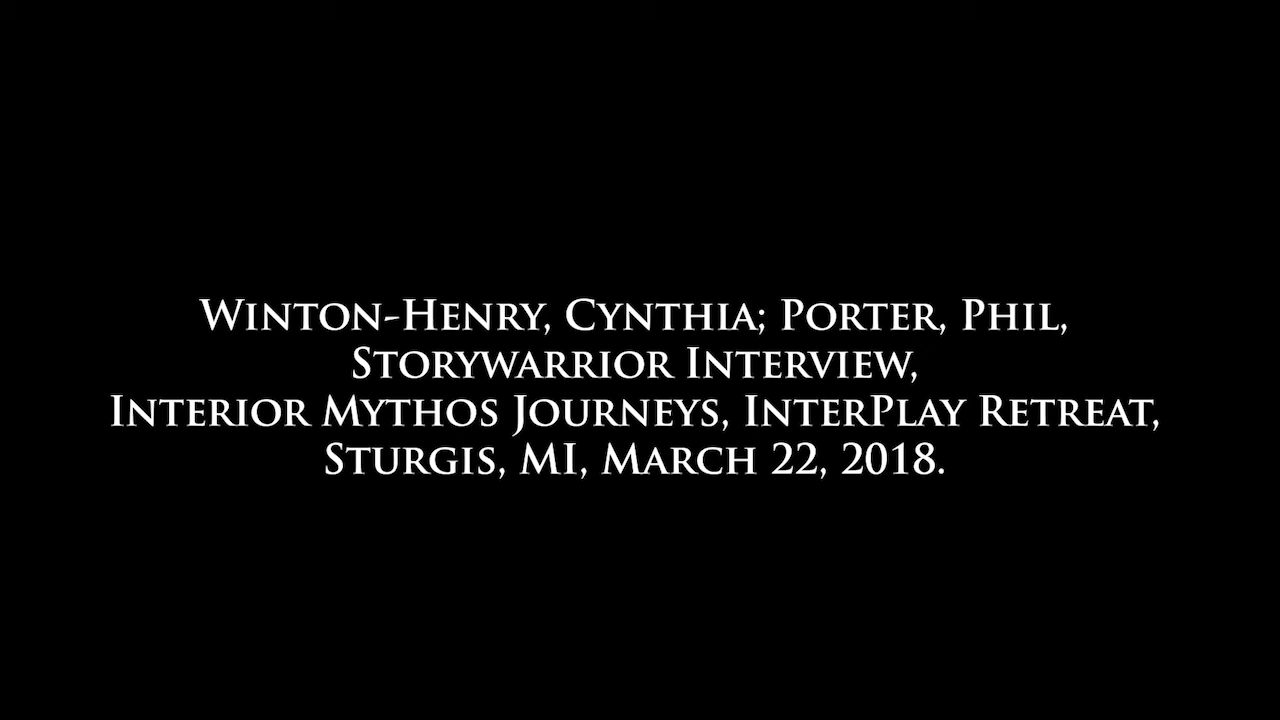 Winton-Henry, Cynthia; Porter, Phil,
Storywarrior Interview,
Interior Mythos Journeys, InterPlay Retreat,
Sturgis, MI, March 22, 2018.